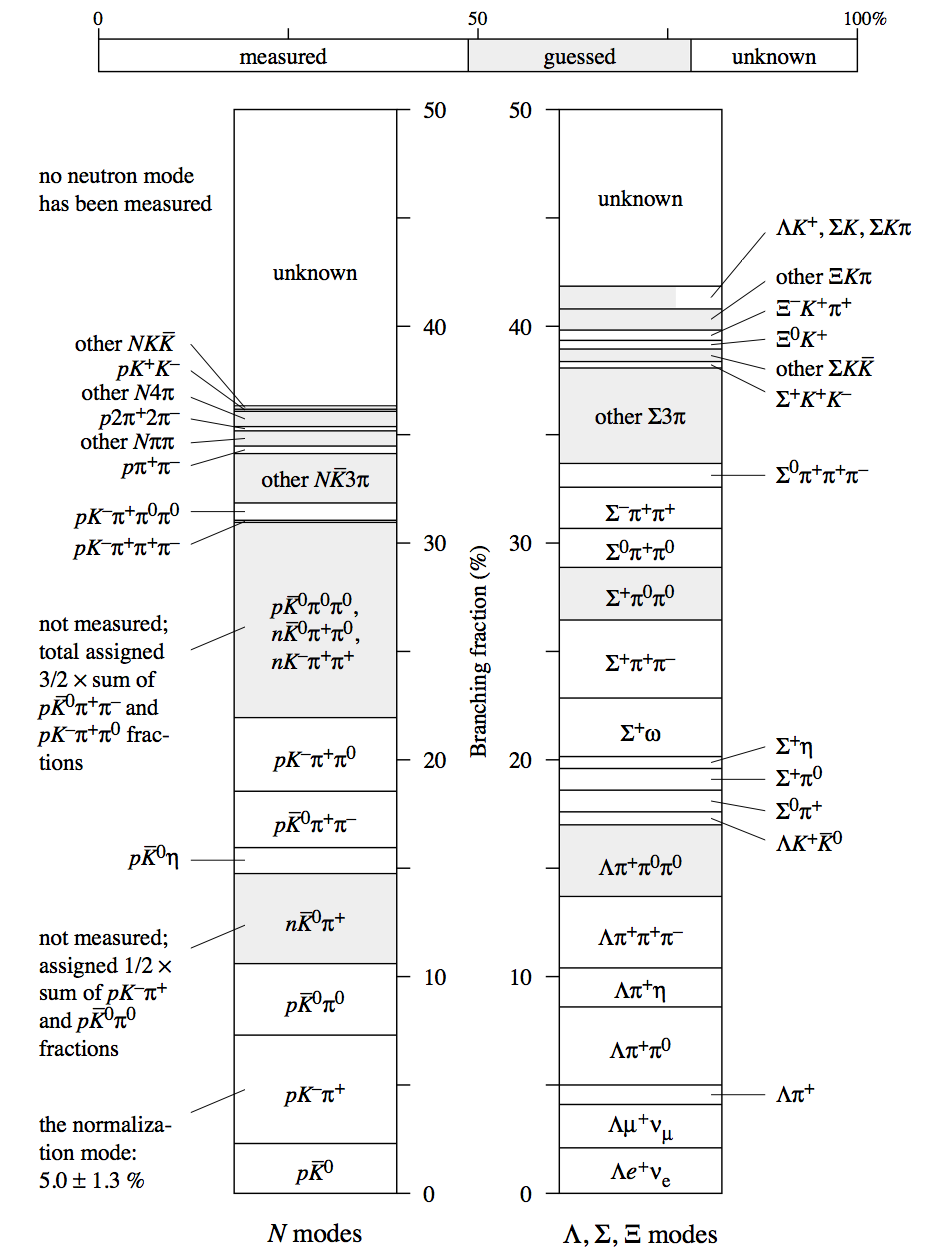 0 50 100%
measured guessed unknown
50 50
no neutron mode
has been measured
unknown
unknown
ΛK⁺, ΣK, ΣKπ
other ΞKπ
Ξ⁻K⁺π⁺
Ξ⁰K⁺
other ΣKK̅
Σ⁺K⁺K⁻
40 40
other NKK̅
pK⁺K⁻
other N4π
p2π⁺2π⁻
other Nππ
pπ⁺π⁻
other Σ3π
Σ⁰π⁺π⁺π⁻
other NK̅3π
pK⁻π⁺π⁰π⁰
pK⁻π⁺π⁺π⁻
Σ⁻π⁺π⁺
30 30
Σ⁰π⁺π⁰
Σ⁺π⁰π⁰
Branching fraction (%)
pK̅⁰π⁰π⁰,
nK̅⁰π⁺π⁰,
nK⁻π⁺π⁺
not measured;
total assigned
3/2 × sum of
pK̅⁰π⁺π⁻ and
pK⁻π⁺π⁰ frac-
tions
Σ⁺π⁺π⁻
Σ⁺ω
20 20
pK⁻π⁺π⁰
Σ⁺η
Σ⁺π⁰
Σ⁰π⁺
ΛK⁺K̅⁰
pK̅⁰π⁺π⁻
pK̅⁰η
Λπ⁺π⁰π⁰
nK̅⁰π⁺
Λπ⁺π⁺π⁻
not measured;
assigned 1/2 ×
sum of pK⁻π⁺
and pK̅⁰π⁰
fractions
10 10
pK̅⁰π⁰
Λπ⁺η
Λπ⁺π⁰
pK⁻π⁺
Λπ⁺
the normaliza-
tion mode:
5.0 ± 1.3 %
Λμ⁺ν_μ
pK̅⁰
Λe⁺νₑ
0 0
N modes
Λ, Σ, Ξ modes